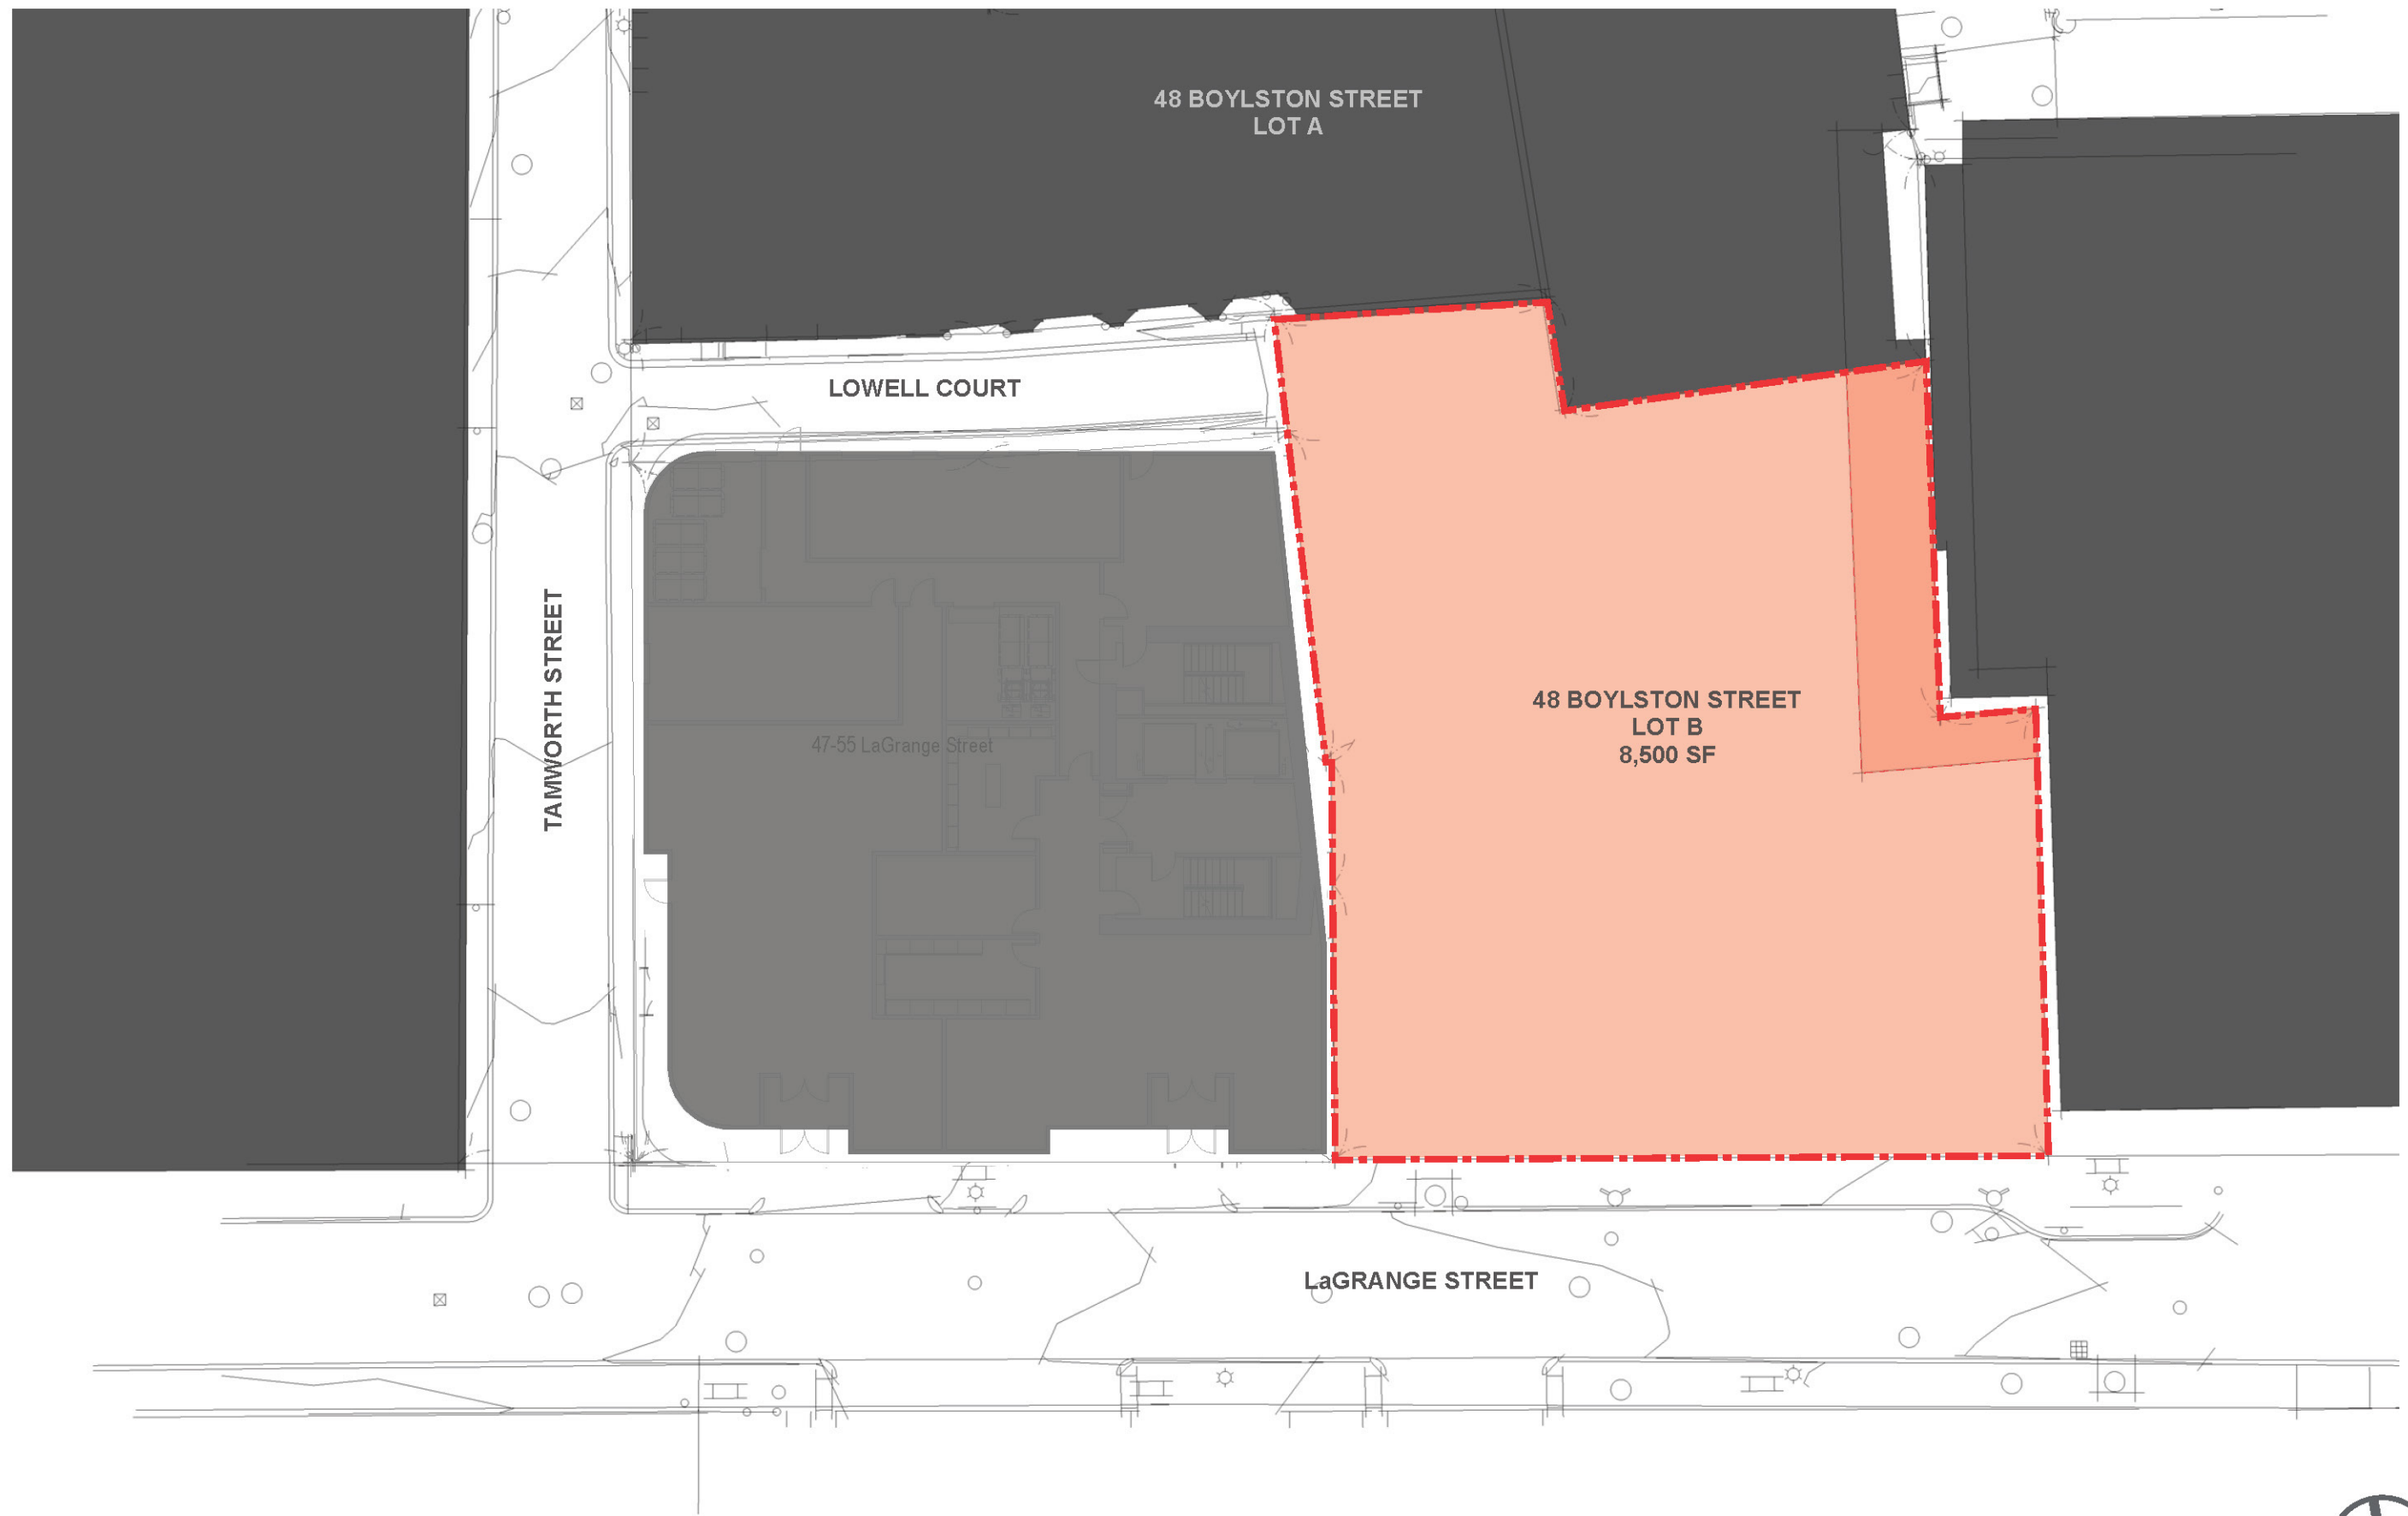 48 BOYLSTON STREET
LOT A
LOWELL COURT
TAMWORTH STREET
47-55 LaGrange Street
48 BOYLSTON STREET
LOT B
8,500 SF
LaGRANGE STREET